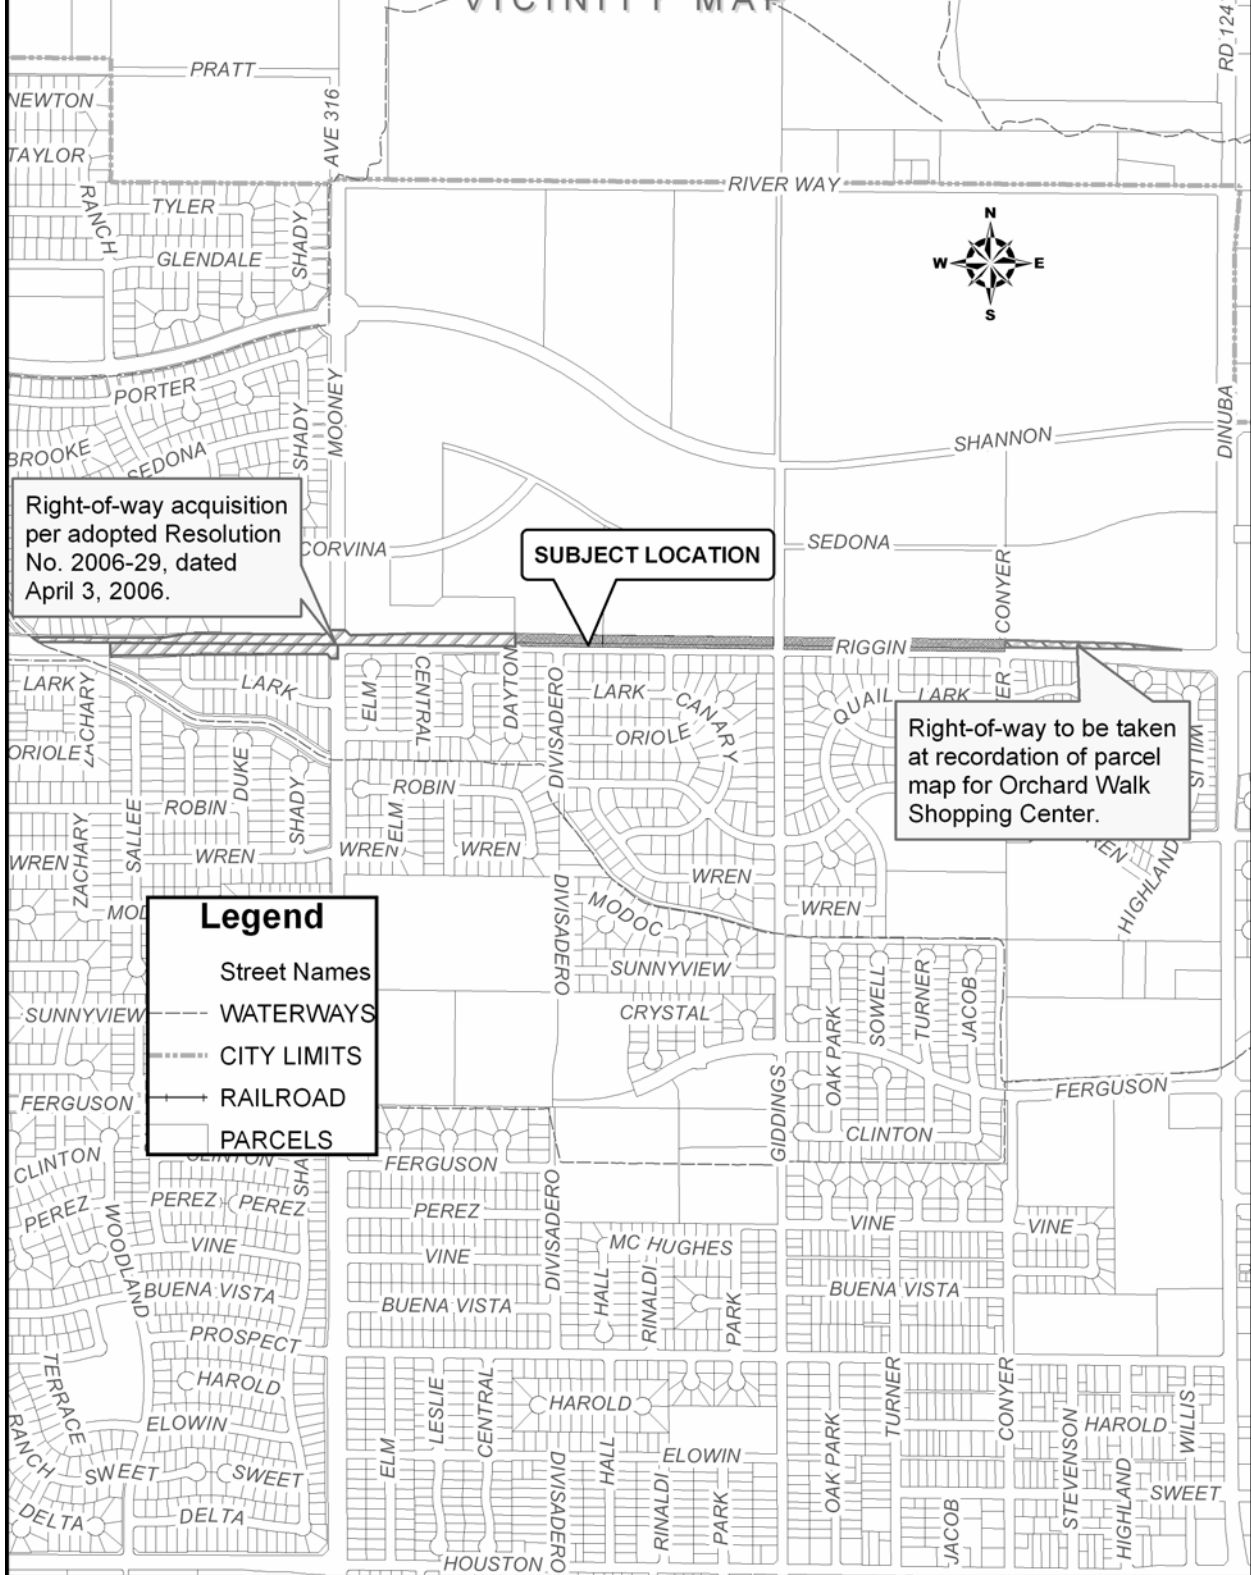 VICINITY MAP
PRATT
NEWTON
AVE 316
RD 124
TAYLOR
RIVER WAY
RANCH
TYLER
SHADY
GLENDALE
N
W
E
S
PORTER
MOONEY
DINUBA
SHADY
SHANNON
BROOKE
SEDONA
Right-of-way acquisition
per adopted Resolution
No. 2006-29, dated
April 3, 2006.
CORVINA
SUBJECT LOCATION
SEDONA
CONYER
RIGGIN
LARK
ZACHARY
LARK
ELM
CENTRAL
DAYTON
DIVISADERO
LARK
CANARY
QUAIL
LARK
ER
ORIOLE
ORIOLE
WILLIS
Right-of-way to be taken
at recordation of parcel
map for Orchard Walk
Shopping Center.
DUKE
SHADY
ROBIN
ROBIN
SALLEE
ELM
ZACHARY
WREN
WREN
WREN
WREN
REN
HIGHLAND
WREN
WREN
MOD
DIVISADERO
MODOC
Legend
Street Names
WATERWAYS
CITY LIMITS
RAILROAD
PARCELS
SUNNYVIEW
SOWELL
TURNER
JACOB
OAK PARK
CRYSTAL
SUNNYVIEW
GIDDINGS
FERGUSON
FERGUSON
CLINTON
CLINTON
CLINTON
SHA
FERGUSON
PEREZ
PEREZ
PEREZ
PEREZ
WOODLAND
DIVISADERO
VINE
VINE
VINE
VINE
MC HUGHES
BUENA VISTA
BUENA VISTA
HALL
RINALDI
PARK
BUENA VISTA
PROSPECT
TERRACE
HAROLD
LESLIE
CENTRAL
HAROLD
TURNER
CONYER
WILLIS
HAROLD
RANCH
ELOWIN
ELM
HALL
ELOWIN
OAK PARK
STEVENSON
SWEET
SWEET
DIVISADERO
RINALDI
PARK
HIGHLAND
SWEET
DELTA
DELTA
JACOB
HOUSTON